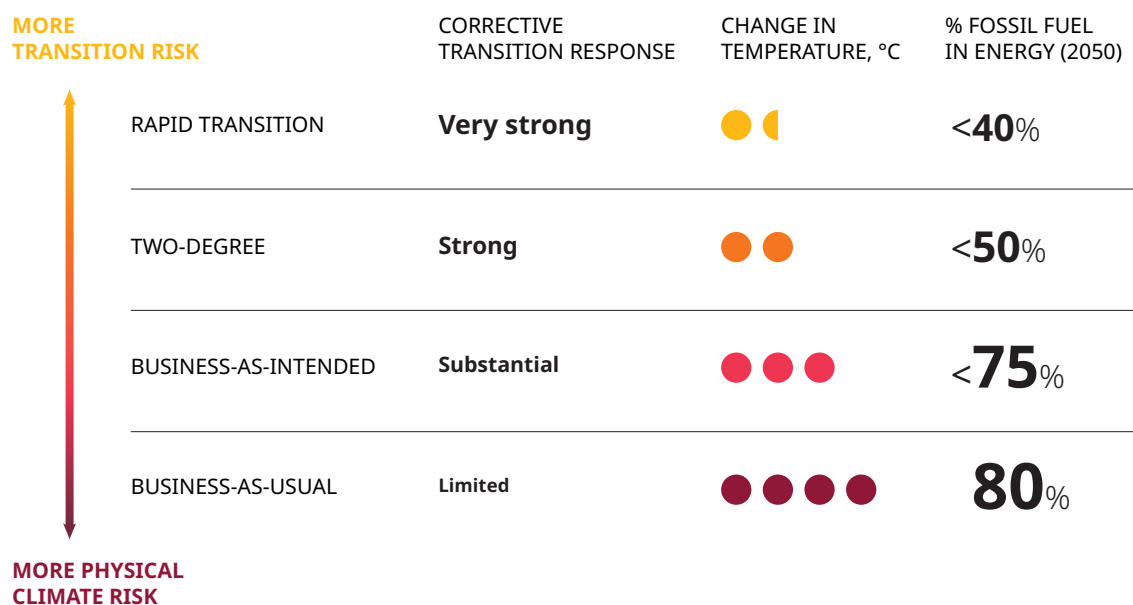 MORE
TRANSITION RISK
CORRECTIVE
TRANSITION RESPONSE
CHANGE IN
TEMPERATURE, °C
% FOSSIL FUEL
IN ENERGY (2050)
RAPID TRANSITION
Very strong
<40%
TWO-DEGREE
Strong
<50%
BUSINESS-AS-INTENDED
Substantial
<75%
BUSINESS-AS-USUAL
Limited
80%
MORE PHYSICAL
CLIMATE RISK